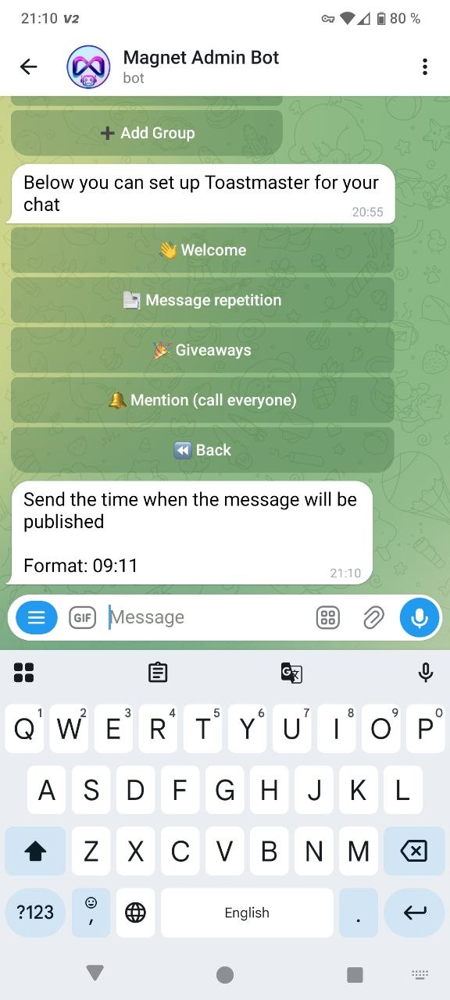 21:10 V2 80 %
Magnet Admin Bot
bot
➕ Add Group
Below you can set up Toastmaster for your
chat
20:55
👋 Welcome
Message repetition
🎉 Giveaways
🔔 Mention (call everyone)
⏪ Back
Send the time when the message will be
published
Format: 09:11
21:10
GIF Message
G
Q 1 W 2 E 3 R 4 T 5 Y 6 U 7 I 8 O 9 P 0
A S D F G H J K L
Z X C V B N M
?123 , English .